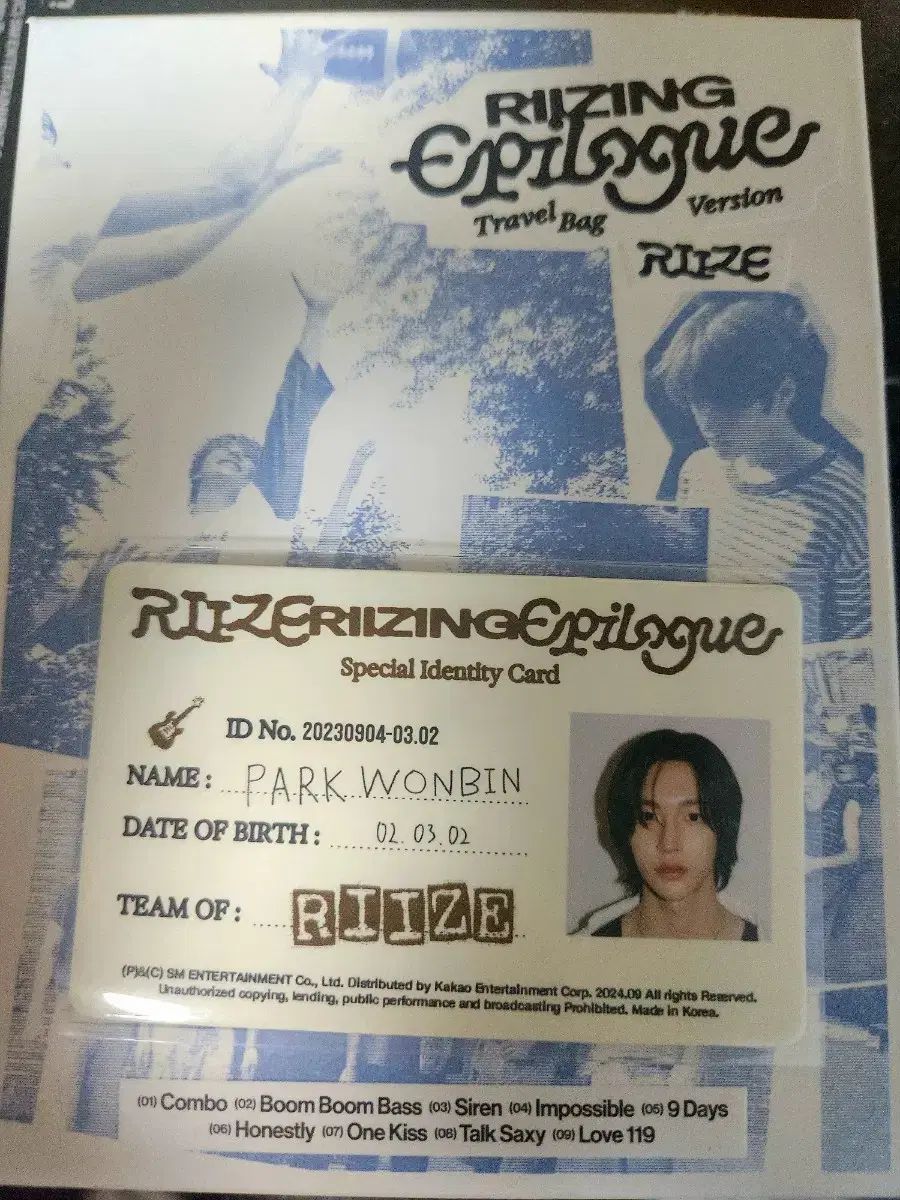 RIIZING
Epilogue
Travel Bag Version
RIIZE
RIIZE RIIZING Epilogue
Special Identity Card
ID No. 20230904-03.02
NAME : PARK WONBIN
DATE OF BIRTH : 02. 03. 02
TEAM OF : RIIZE
(P)&(C) SM ENTERTAINMENT Co., Ltd. Distributed by Kakao Entertainment Corp. 2024.09 All rights Reserved.
Unauthorized copying, lending, public performance and broadcasting Prohibited. Made in Korea.
(01) Combo (02) Boom Boom Bass (03) Siren (04) Impossible (05) 9 Days
(06) Honestly (07) One Kiss (08) Talk Saxy (09) Love 119